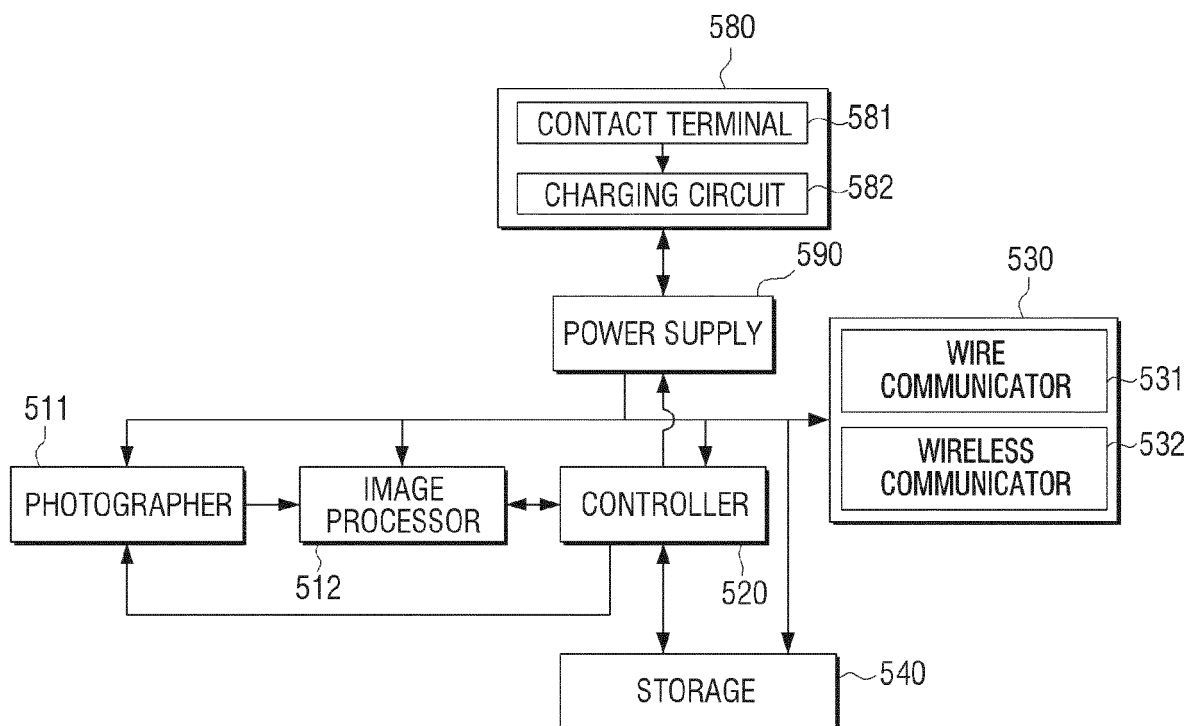 580
CONTACT TERMINAL
581
CHARGING CIRCUIT
582
590
POWER SUPPLY
530
WIRE
COMMUNICATOR
531
WIRELESS
COMMUNICATOR
532
511
PHOTOGRAPHER
IMAGE
PROCESSOR
512
CONTROLLER
520
STORAGE
540